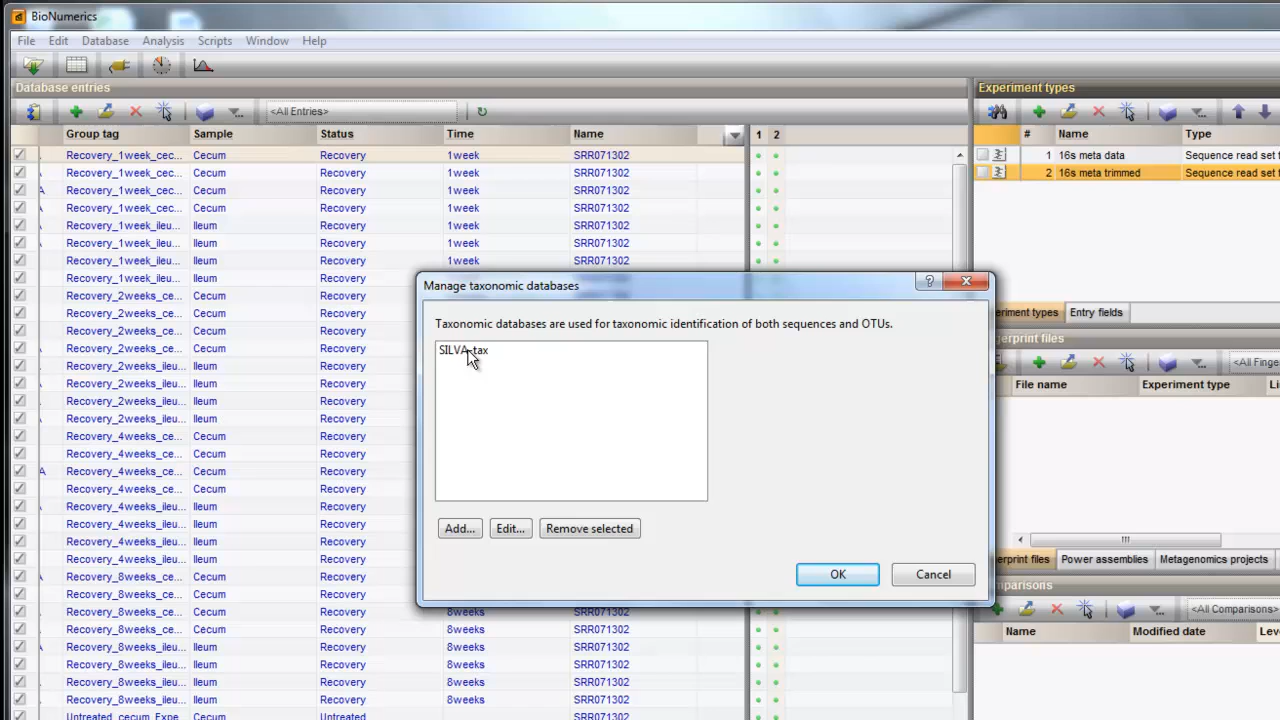 BioNumerics
File Edit Database Analysis Scripts Window Help
Database entries
<All Entries>
Group tag Sample Status Time Name 1 2
Recovery_1week_cec... Cecum Recovery 1week SRR071302
A Recovery_1week_cec... Cecum Recovery 1week SRR071302
A Recovery_1week_cec... Cecum Recovery 1week SRR071302
Recovery_1week_cec... Cecum Recovery 1week SRR071302
Recovery_1week_ileu... Ileum Recovery 1week SRR071302
Recovery_1week_ileu... Ileum Recovery 1week SRR071302
Recovery_1week_ileu... Ileum Recovery 1week SRR071302
Recovery_1week_ileu... Ileum Recovery
Recovery_2weeks_ce... Cecum Recovery
Recovery_2weeks_ce... Cecum Recovery
Recovery_2weeks_ce... Cecum Recovery
Recovery_2weeks_ce... Cecum Recovery
Recovery_2weeks_ileu... Ileum Recovery
Recovery_2weeks_ileu... Ileum Recovery
Recovery_2weeks_ileu... Ileum Recovery
Recovery_2weeks_ileu... Ileum Recovery
Recovery_4weeks_ce... Cecum Recovery
Recovery_4weeks_ce... Cecum Recovery
A Recovery_4weeks_ce... Cecum Recovery
Recovery_4weeks_ce... Cecum Recovery
Recovery_4weeks_ileu... Ileum Recovery
Recovery_4weeks_ileu... Ileum Recovery
Recovery_4weeks_ileu... Ileum Recovery
Recovery_4weeks_ileu... Ileum Recovery
Recovery_8weeks_ce... Cecum Recovery
Recovery_8weeks_ce... Cecum Recovery
Recovery_8weeks_ce... Cecum Recovery 8weeks SRR071302
Recovery_8weeks_ce... Cecum Recovery 8weeks SRR071302
Recovery_8weeks_ileu... Ileum Recovery 8weeks SRR071302
Recovery_8weeks_ileu... Ileum Recovery 8weeks SRR071302
Recovery_8weeks_ileu... Ileum Recovery 8weeks SRR071302
Recovery_8weeks_ileu... Ileum Recovery 8weeks SRR071302
Untreated_cecum_Expe... Cecum Untreated SRR071302
Manage taxonomic databases
Taxonomic databases are used for taxonomic identification of both sequences and OTUs.
SILVA_tax
Add... Edit... Remove selected
OK Cancel
Experiment types
# Name Type
1 16s meta data Sequence read set t
2 16s meta trimmed Sequence read set t
eriment types Entry fields
gerprint files
<All Finger
File name Experiment type Li
erprint files Power assemblies Metagenomics projects
mparisons
<All Comparisons>
Name Modified date Leve